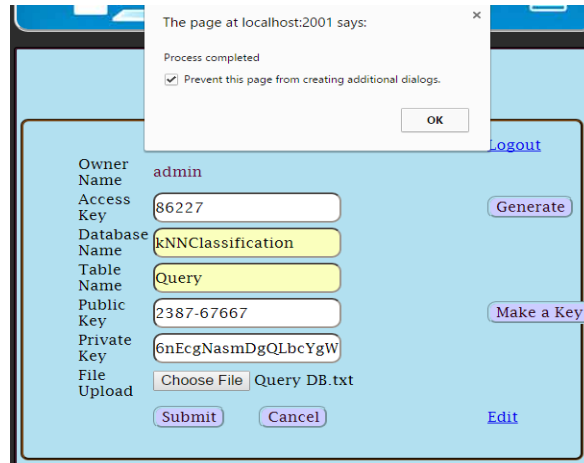 The page at localhost:2001 says:
×
Process completed
Prevent this page from creating additional dialogs.
OK
Logout
Owner Name admin
Access Key 86227 Generate
Database Name kNNClassification
Table Name Query
Public Key 2387-67667 Make a Key
Private Key 6nEcgNasmDgQLbcYgW
File Upload Choose File Query DB.txt
Submit Cancel Edit